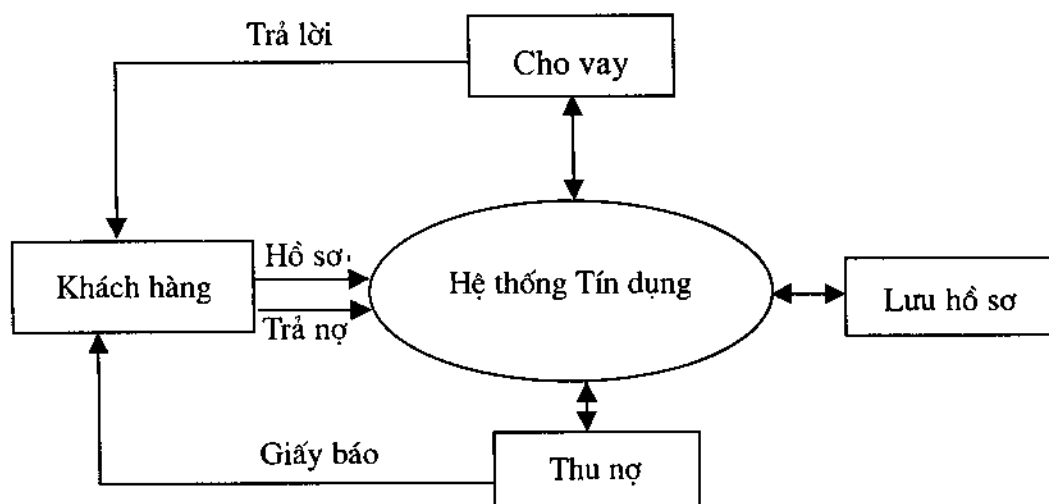 Trả lời
Cho vay
Hồ sơ
Khách hàng
Hệ thống Tín dụng
Lưu hồ sơ
Trả nợ
Giấy báo
Thu nợ